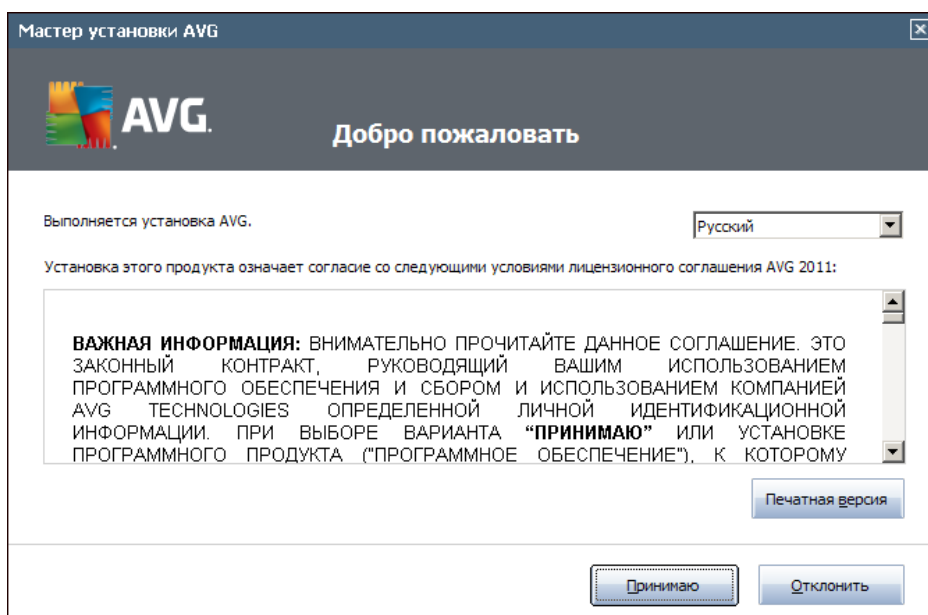 Мастер установки AVG
AVG.
Добро пожаловать
Выполняется установка AVG.
Русский
Установка этого продукта означает согласие со следующими условиями лицензионного соглашения AVG 2011:
ВАЖНАЯ ИНФОРМАЦИЯ: ВНИМАТЕЛЬНО ПРОЧИТАЙТЕ ДАННОЕ СОГЛАШЕНИЕ. ЭТО
ЗАКОННЫЙ КОНТРАКТ, РУКОВОДЯЩИЙ ВАШИМ ИСПОЛЬЗОВАНИЕМ
ПРОГРАММНОГО ОБЕСПЕЧЕНИЯ И СБОРОМ И ИСПОЛЬЗОВАНИЕМ КОМПАНИЕЙ
AVG TECHNOLOGIES ОПРЕДЕЛЕННОЙ ЛИЧНОЙ ИДЕНТИФИКАЦИОННОЙ
ИНФОРМАЦИИ. ПРИ ВЫБОРЕ ВАРИАНТА “ПРИНИМАЮ” ИЛИ УСТАНОВКЕ
ПРОГРАММНОГО ПРОДУКТА ("ПРОГРАММНОЕ ОБЕСПЕЧЕНИЕ"), К КОТОРОМУ
Печатная версия
Принимаю
Отклонить